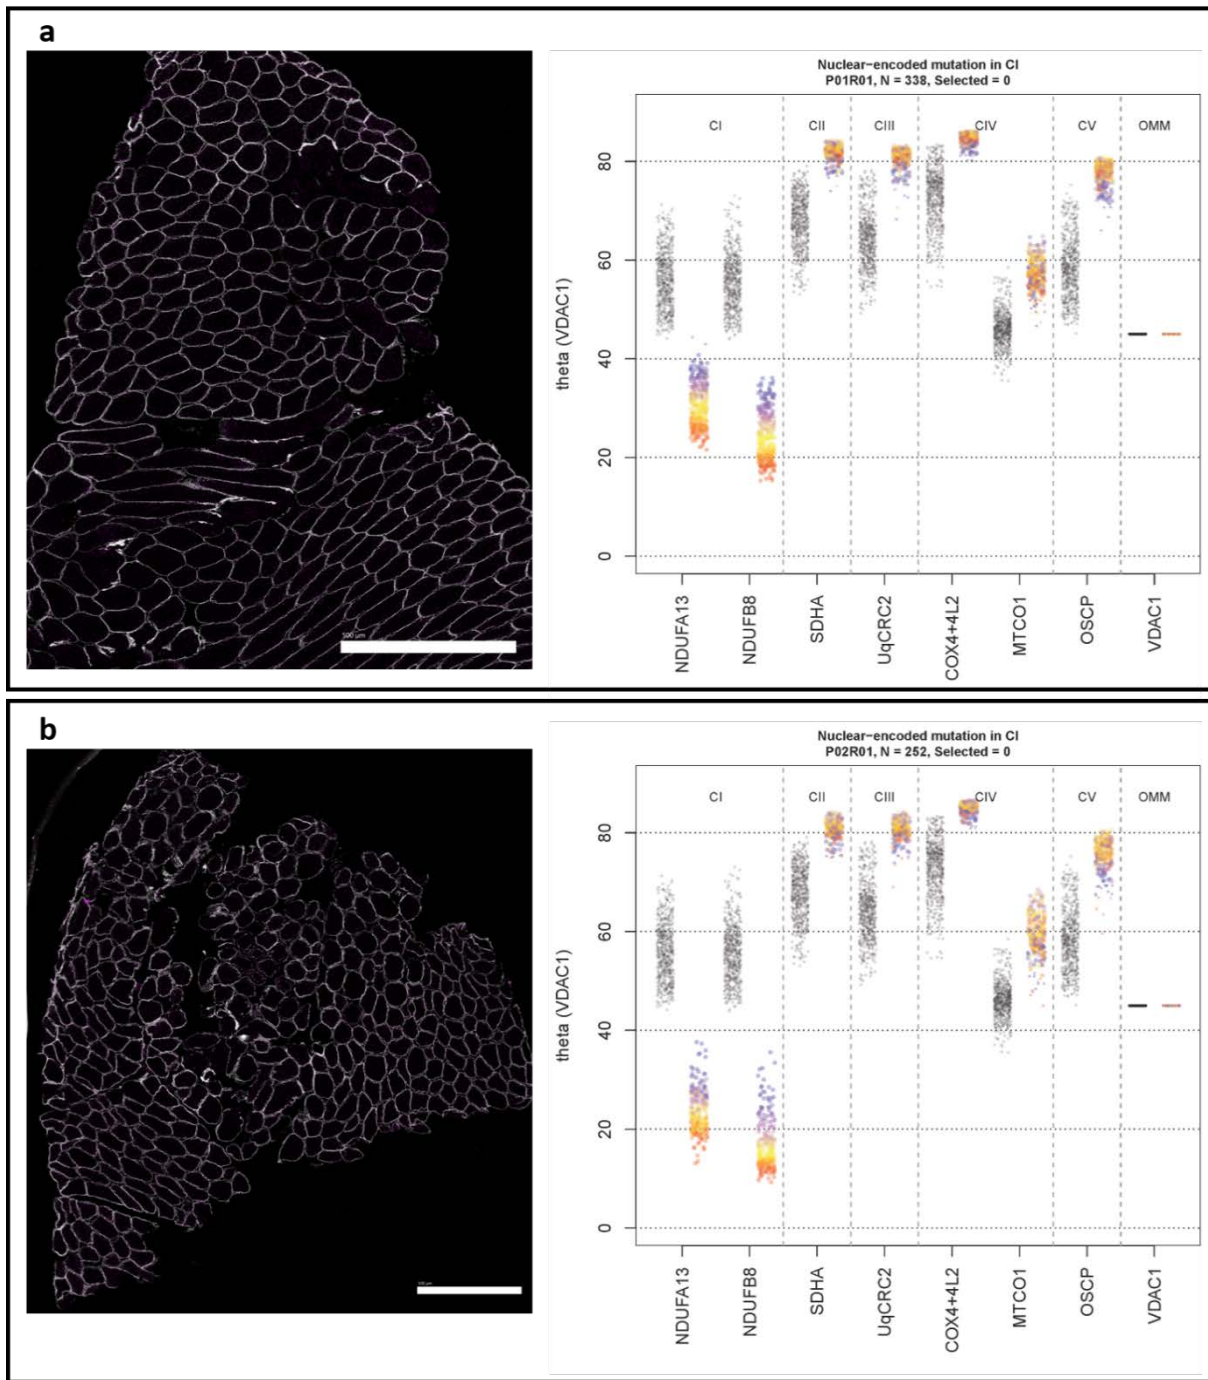 a
500 µm
Nuclear−encoded mutation in CI
P01R01, N = 338, Selected = 0
CI CII CIII CIV CV OMM
theta (VDAC1)
80
60
40
20
0
NDUFA13 NDUFB8 SDHA UqCRC2 COX4+4L2 MTCO1 OSCP VDAC1
b
Nuclear−encoded mutation in CI
P02R01, N = 252, Selected = 0
CI CII CIII CIV CV OMM
theta (VDAC1)
80
60
40
20
0
NDUFA13 NDUFB8 SDHA UqCRC2 COX4+4L2 MTCO1 OSCP VDAC1